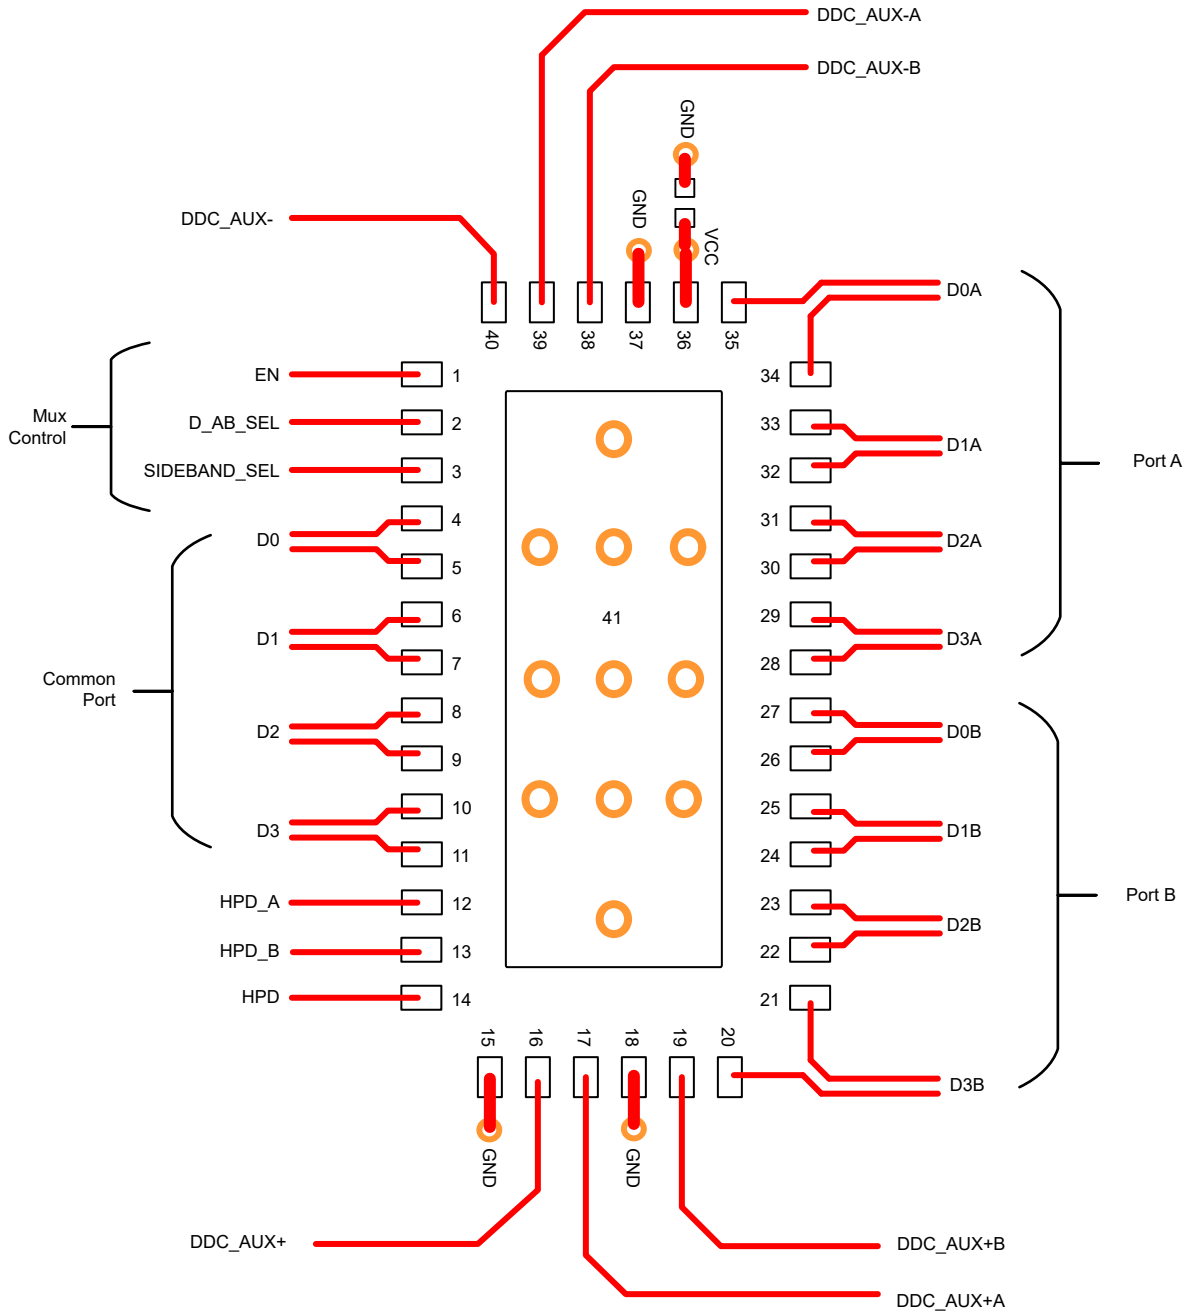 DDC_AUX-A
DDC_AUX-B
GND
GND
VCC
DDC_AUX-
D0A
40
39
38
37
36
35
EN
1
34
Mux
Control
D_AB_SEL
2
33
D1A
SIDEBAND_SEL
3
32
Port A
D0
4
31
D2A
5
30
D1
6
41
29
D3A
7
28
Common
Port
D2
8
27
D0B
9
26
D3
10
25
D1B
11
24
HPD_A
12
23
D2B
Port B
HPD_B
13
22
HPD
14
21
15
16
17
18
19
20
D3B
GND
GND
DDC_AUX+
DDC_AUX+B
DDC_AUX+A